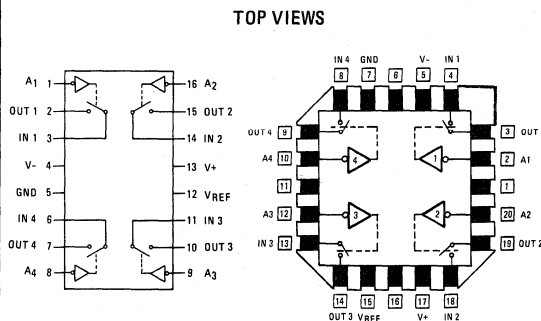 TOP VIEWS
A1 1
OUT 1 2
IN 1 3
V- 4
GND 5
IN 4 6
OUT 4 7
A4 8
16 A2
15 OUT 2
14 IN 2
13 V+
12 VREF
11 IN 3
10 OUT 3
9 A3
IN 4 GND V- IN 1
8 7 6 5 4
OUT 4 9
A4 10
11
A3 12
IN 3 13
4 1
3 2
3 OUT
2 A1
1
20 A2
19 OUT 2
14 15 16 17 18
OUT 3 VREF V+ IN 2